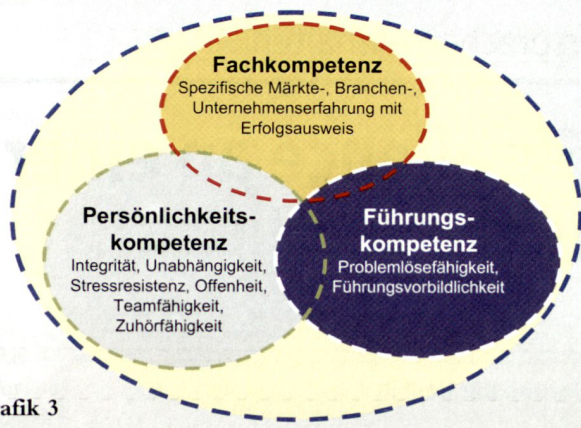 Fachkompetenz
Spezifische Märkte-, Branchen-,
Unternehmenserfahrung mit
Erfolgsausweis
Persönlichkeits-
kompetenz
Integrität, Unabhängigkeit,
Stressresistenz, Offenheit,
Teamfähigkeit,
Zuhörfähigkeit
Führungs-
kompetenz
Problemlösefähigkeit,
Führungsvorbildlichkeit
afik 3